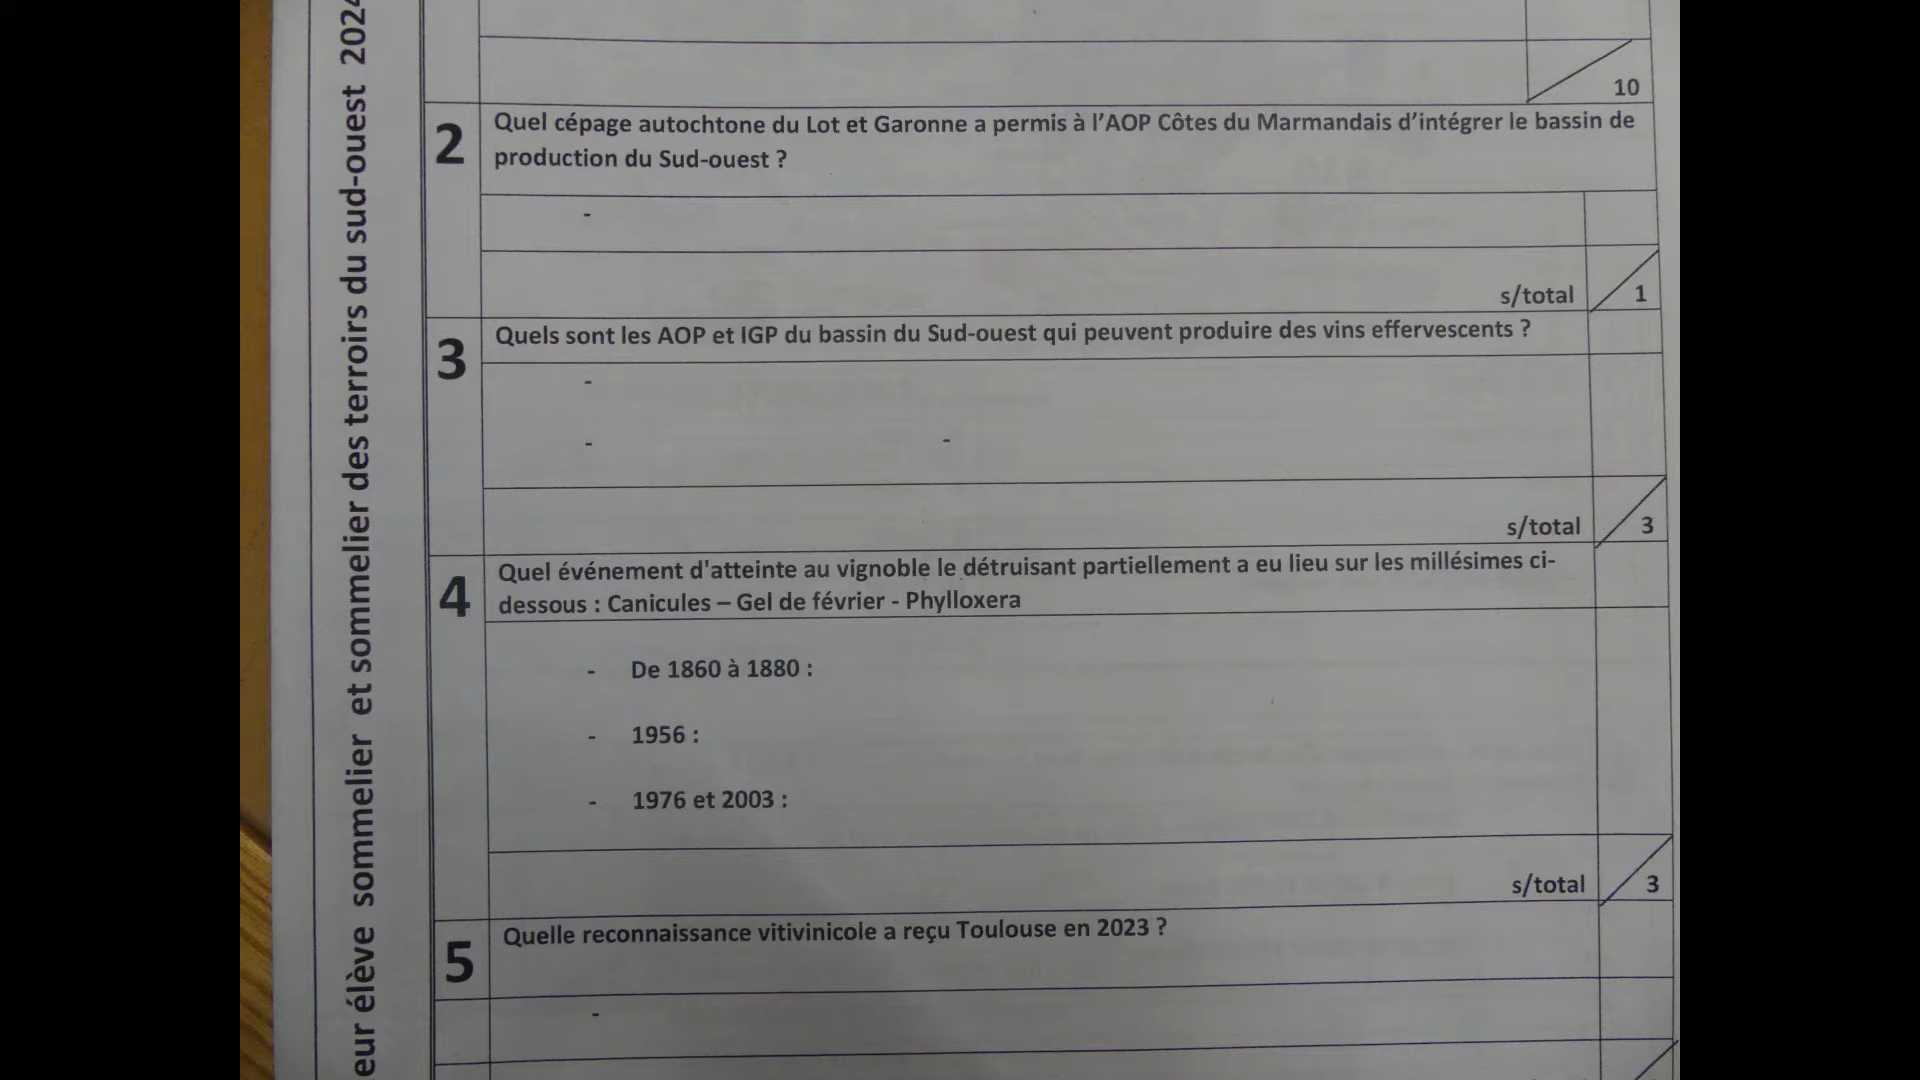 eur élève sommelier et sommelier des terroirs du sud-ouest 2024
10
2
Quel cépage autochtone du Lot et Garonne a permis à l'AOP Côtes du Marmandais d'intégrer le bassin de
production du Sud-ouest ?
-
s/total
1
3
Quels sont les AOP et IGP du bassin du Sud-ouest qui peuvent produire des vins effervescents ?
-
- -
s/total
3
4
Quel événement d'atteinte au vignoble le détruisant partiellement a eu lieu sur les millésimes ci-
dessous : Canicules – Gel de février - Phylloxera
- De 1860 à 1880 :
- 1956 :
- 1976 et 2003 :
s/total
3
5
Quelle reconnaissance vitivinicole a reçu Toulouse en 2023 ?
-